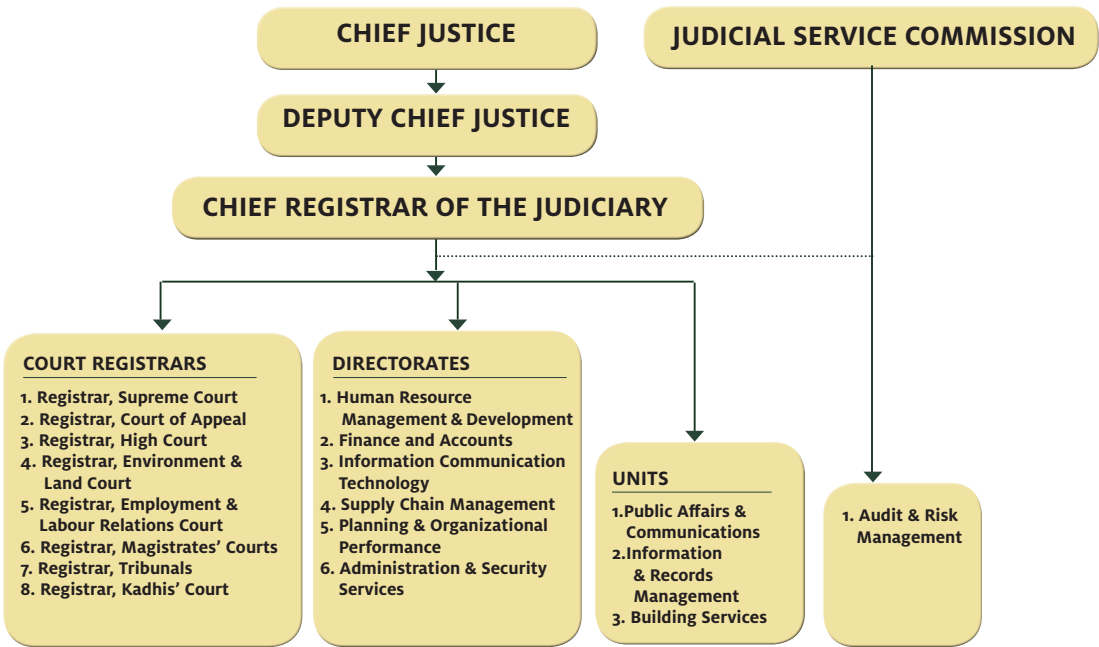 CHIEF JUSTICE
JUDICIAL SERVICE COMMISSION
DEPUTY CHIEF JUSTICE
CHIEF REGISTRAR OF THE JUDICIARY
COURT REGISTRARS
1. Registrar, Supreme Court
2. Registrar, Court of Appeal
3. Registrar, High Court
4. Registrar, Environment &
Land Court
5. Registrar, Employment &
Labour Relations Court
6. Registrar, Magistrates’ Courts
7. Registrar, Tribunals
8. Registrar, Kadhis’ Court
DIRECTORATES
1. Human Resource
Management & Development
2. Finance and Accounts
3. Information Communication
Technology
4. Supply Chain Management
5. Planning & Organizational
Performance
6. Administration & Security
Services
UNITS
1.Public Affairs &
Communications
2.Information
& Records
Management
3. Building Services
1. Audit & Risk
Management